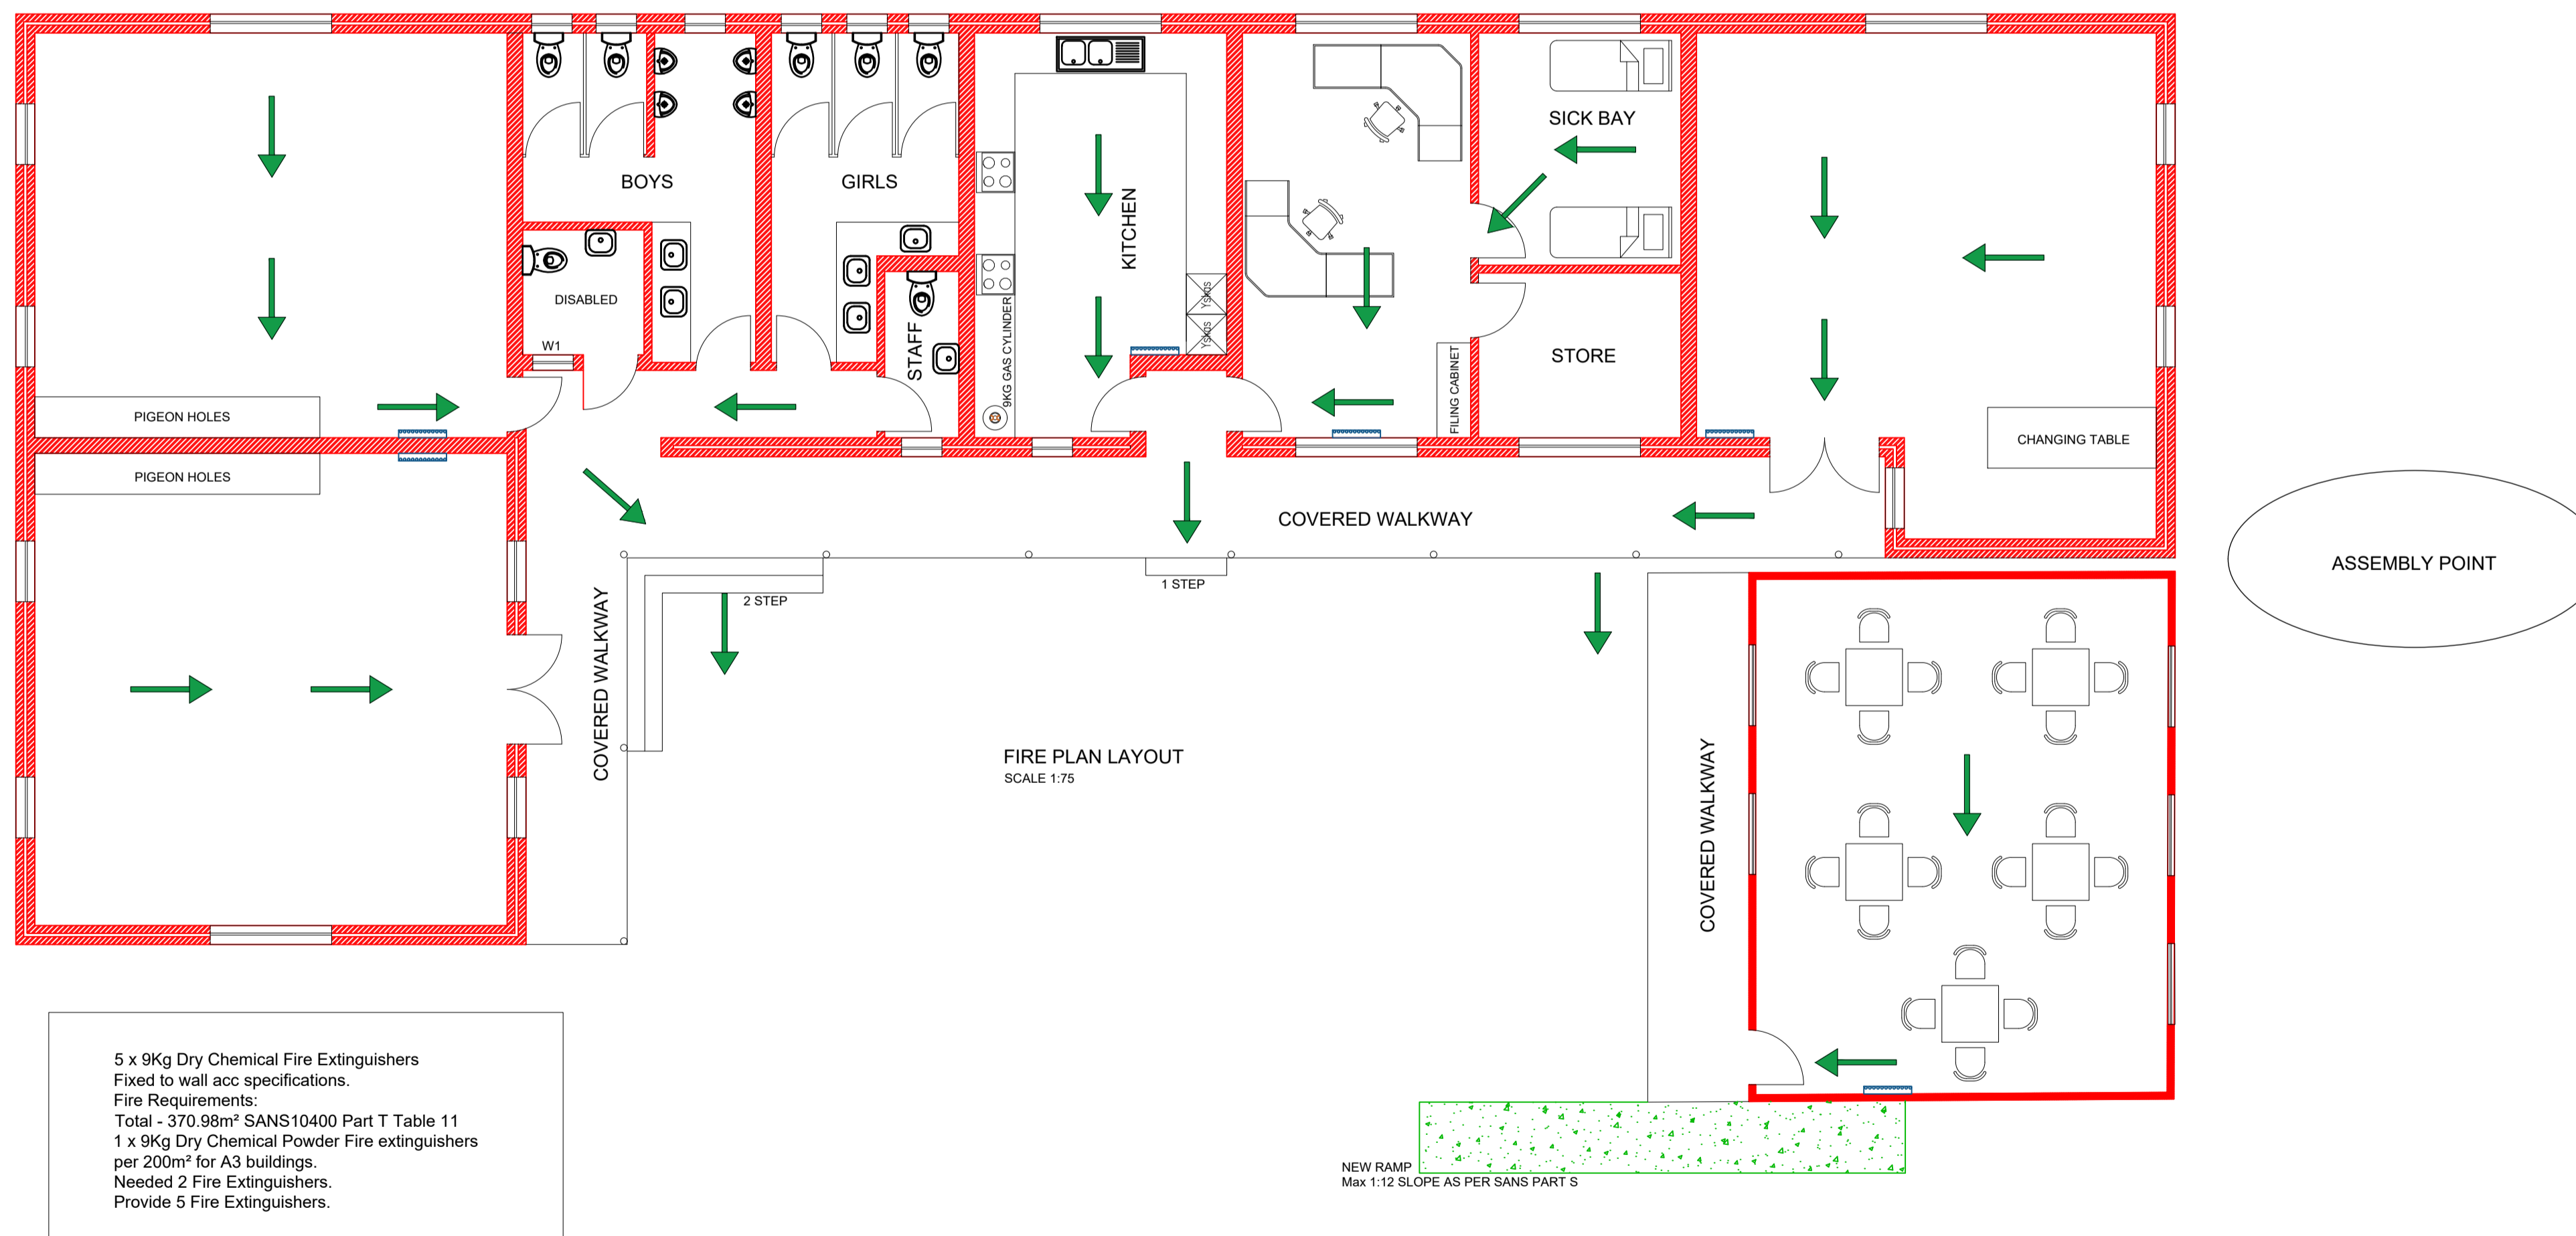 SICK BAY
BOYS
GIRLS
KITCHEN
DISABLED
W1
STAFF
9KG GAS CYLINDER
STORE
FILING CABINET
PIGEON HOLES
PIGEON HOLES
CHANGING TABLE
COVERED WALKWAY
ASSEMBLY POINT
1 STEP
2 STEP
COVERED WALKWAY
FIRE PLAN LAYOUT
SCALE 1:75
COVERED WALKWAY
5 x 9Kg Dry Chemical Fire Extinguishers
Fixed to wall acc specifications.
Fire Requirements:
Total - 370.98m² SANS10400 Part T Table 11
1 x 9Kg Dry Chemical Powder Fire extinguishers
per 200m² for A3 buildings.
Needed 2 Fire Extinguishers.
Provide 5 Fire Extinguishers.
NEW RAMP
Max 1:12 SLOPE AS PER SANS PART S